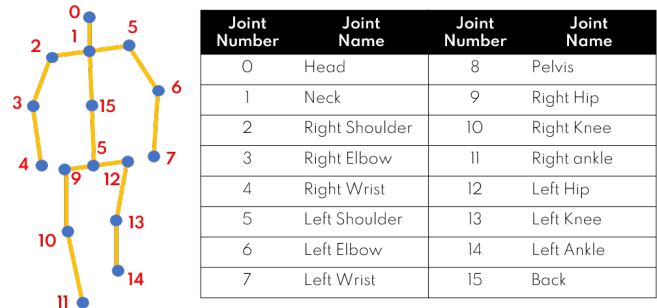 0
1
5
2
3
15
6
4
5
7
9
12
10
13
14
11
Joint Number Joint Name Joint Number Joint Name
0 Head 8 Pelvis
1 Neck 9 Right Hip
2 Right Shoulder 10 Right Knee
3 Right Elbow 11 Right ankle
4 Right Wrist 12 Left Hip
5 Left Shoulder 13 Left Knee
6 Left Elbow 14 Left Ankle
7 Left Wrist 15 Back